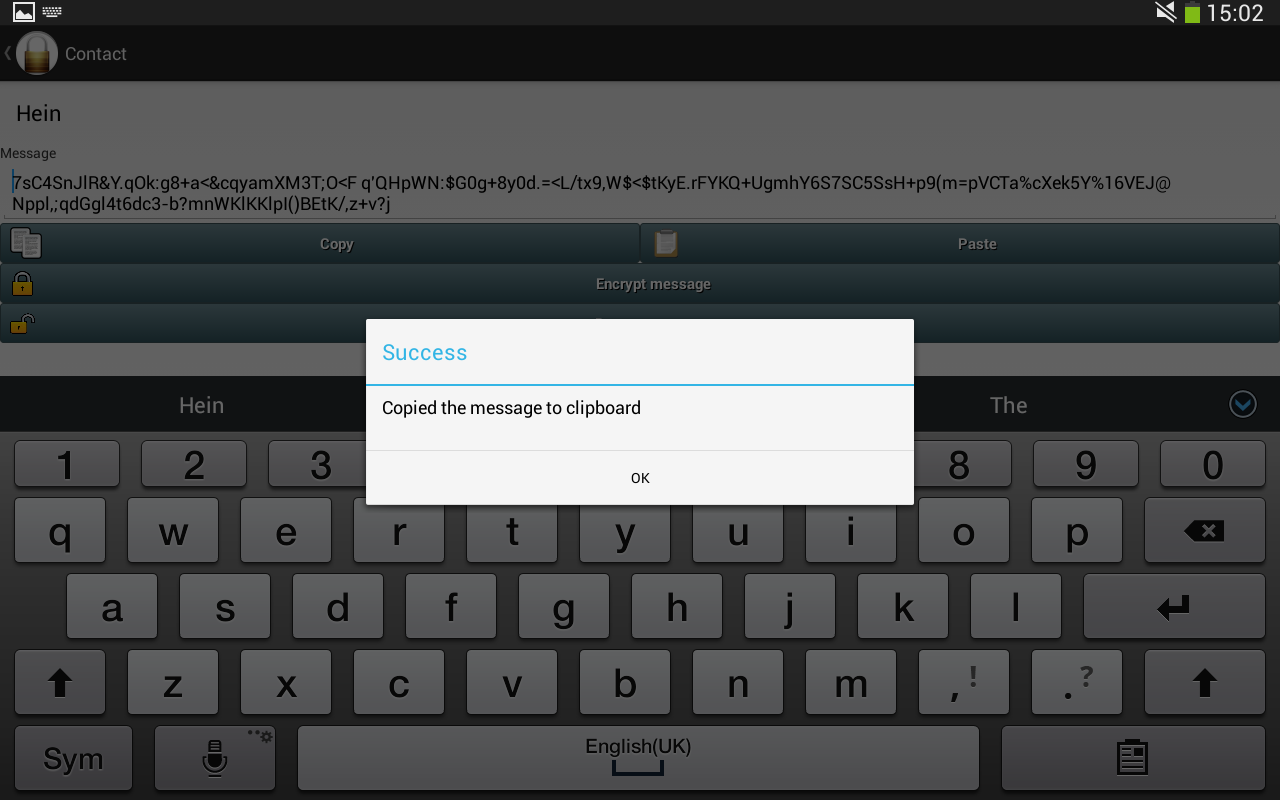 15:02
Contact
Hein
Message
7sC4SnJlR&Y.qOk:g8+a<&cqyamXM3T;O<F q'QHpWN:$G0g+8y0d.=<L/tx9,W$<$tKyE.rFYKQ+UgmhY6S7SC5SsH+p9(m=pVCTa%cXek5Y%16VEJ@
Nppl,;qdGgl4t6dc3-b?mnWKlKKlpI()BEtK/,z+v?j
Copy Paste
Encrypt message
Success
Copied the message to clipboard
OK
Hein The
1 2 3 8 9 0
q w e r t y u i o p
a s d f g h j k l
z x c v b n m , ! . ?
Sym English(UK)